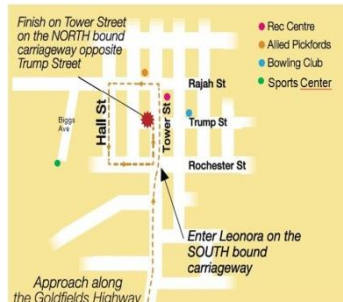 Finish on Tower Street
on the NORTH bound
carriageway opposite
Trump Street
Rec Centre
Allied Pickfords
Bowling Club
Sports Center
Rajah St
Hall St
Tower St
Biggs
Ave
Trump St
Rochester St
Enter Leonora on the
SOUTH bound
carriageway
Approach along
the Goldfields Highway